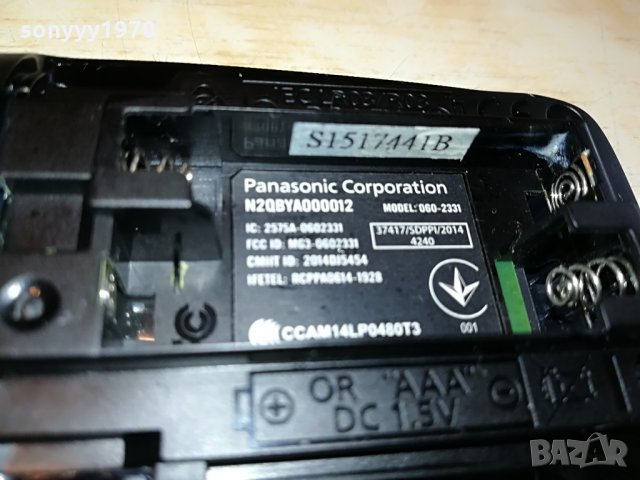 sonyyy1970
S1517441B
Panasonic Corporation
N2QBYA000012 MODEL: 060-2331
IC: 2575A-0602331
FCC ID: MG3-0602331
CMIIT ID: 2014DJ5454
IFETEL: RCPPA0614-1928
37417/SDPPI/2014
4240
CCAM14LP0480T3
001
OR "AAA"
DC 1.5V
BAZAR